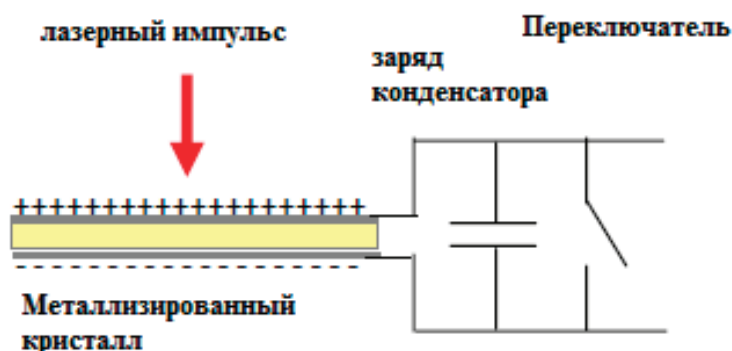 лазерный импульс
Переключатель
заряд
конденсатора
+++++++++++++++++++
- - - - - - - - - - - - - - - - - - - -
Металлизированный
кристалл